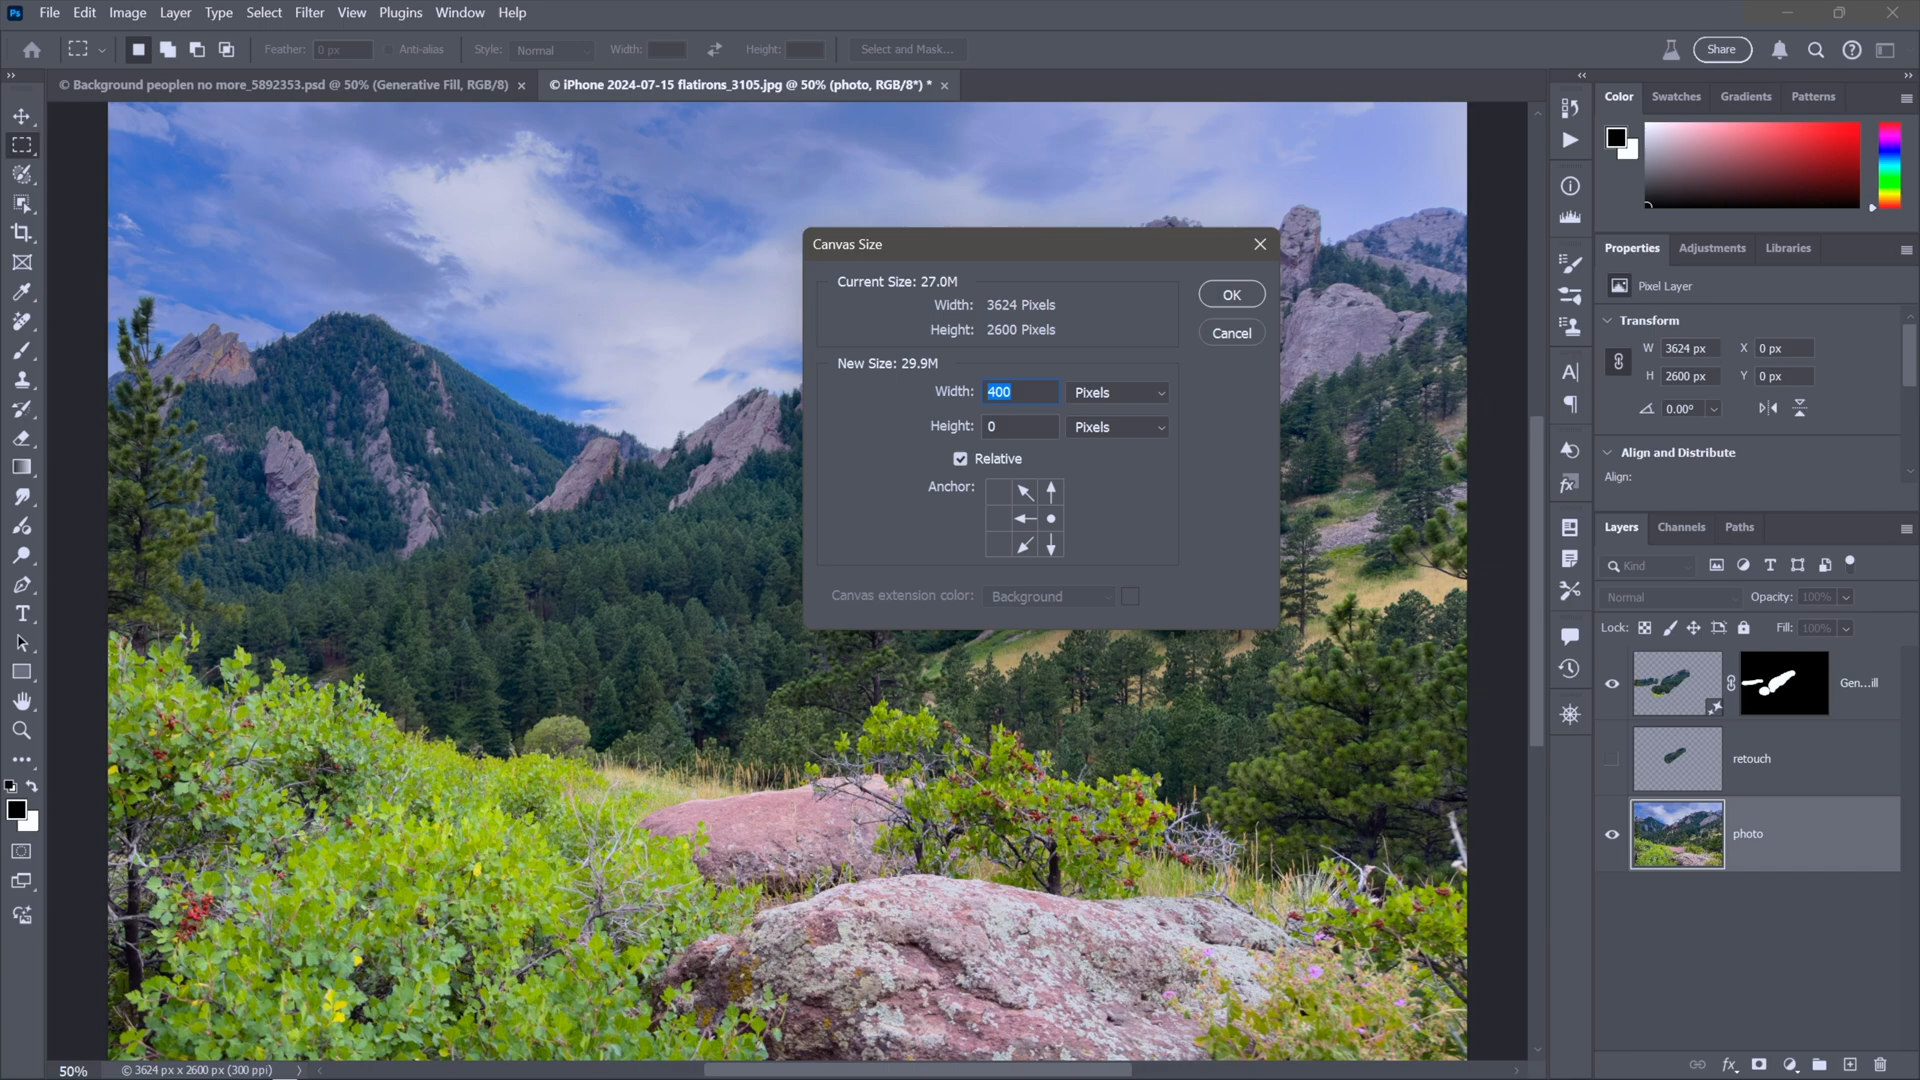 Ps File Edit Image Layer Type Select Filter View Plugins Window Help
Feather: 0 px Anti-alias Style: Normal Width: Height: Select and Mask... Share
© Background peoplen no more_5892353.psd @ 50% (Generative Fill, RGB/8) × © iPhone 2024-07-15 flatirons_3105.jpg @ 50% (photo, RGB/8*) * ×
Color Swatches Gradients Patterns
Canvas Size
Current Size: 27.0M
Width: 3624 Pixels
Height: 2600 Pixels
OK
Cancel
New Size: 29.9M
Width: 400 Pixels
Height: 0 Pixels
Relative
Anchor:
Canvas extension color: Background
Properties Adjustments Libraries
Pixel Layer
Transform
W 3624 px X 0 px
H 2600 px Y 0 px
0.00°
Align and Distribute
Align:
Layers Channels Paths
Kind
Normal Opacity: 100%
Lock: Fill: 100%
Gen...ill
retouch
photo
50% © 3624 px x 2600 px (300 ppi)